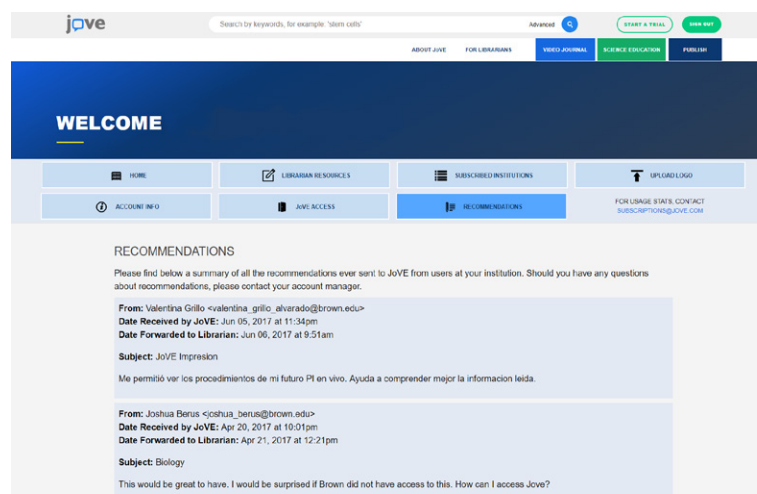 jove
Search by keywords, for example: 'stem cells'
Advanced
START A TRIAL
SIGN OUT
ABOUT JoVE
FOR LIBRARIANS
VIDEO JOURNAL
SCIENCE EDUCATION
PUBLISH
WELCOME
HOME
LIBRARIAN RESOURCES
SUBSCRIBED INSTITUTIONS
UPLOAD LOGO
ACCOUNT INFO
JoVE ACCESS
RECOMMENDATIONS
FOR USAGE STATS, CONTACT
SUBSCRIPTIONS@JOVE.COM
RECOMMENDATIONS
Please find below a summary of all the recommendations ever sent to JoVE from users at your institution. Should you have any questions
about recommendations, please contact your account manager.
From: Valentina Grillo <valentina_grillo_alvarado@brown.edu>
Date Received by JoVE: Jun 05, 2017 at 11:34pm
Date Forwarded to Librarian: Jun 06, 2017 at 9:51am
Subject: JoVE Impresion
Me permitió ver los procedimientos de mi futuro PI en vivo. Ayuda a comprender mejor la informacion leida.
From: Joshua Berus <joshua_berus@brown.edu>
Date Received by JoVE: Apr 20, 2017 at 10:01pm
Date Forwarded to Librarian: Apr 21, 2017 at 12:21pm
Subject: Biology
This would be great to have. I would be surprised if Brown did not have access to this. How can I access Jove?